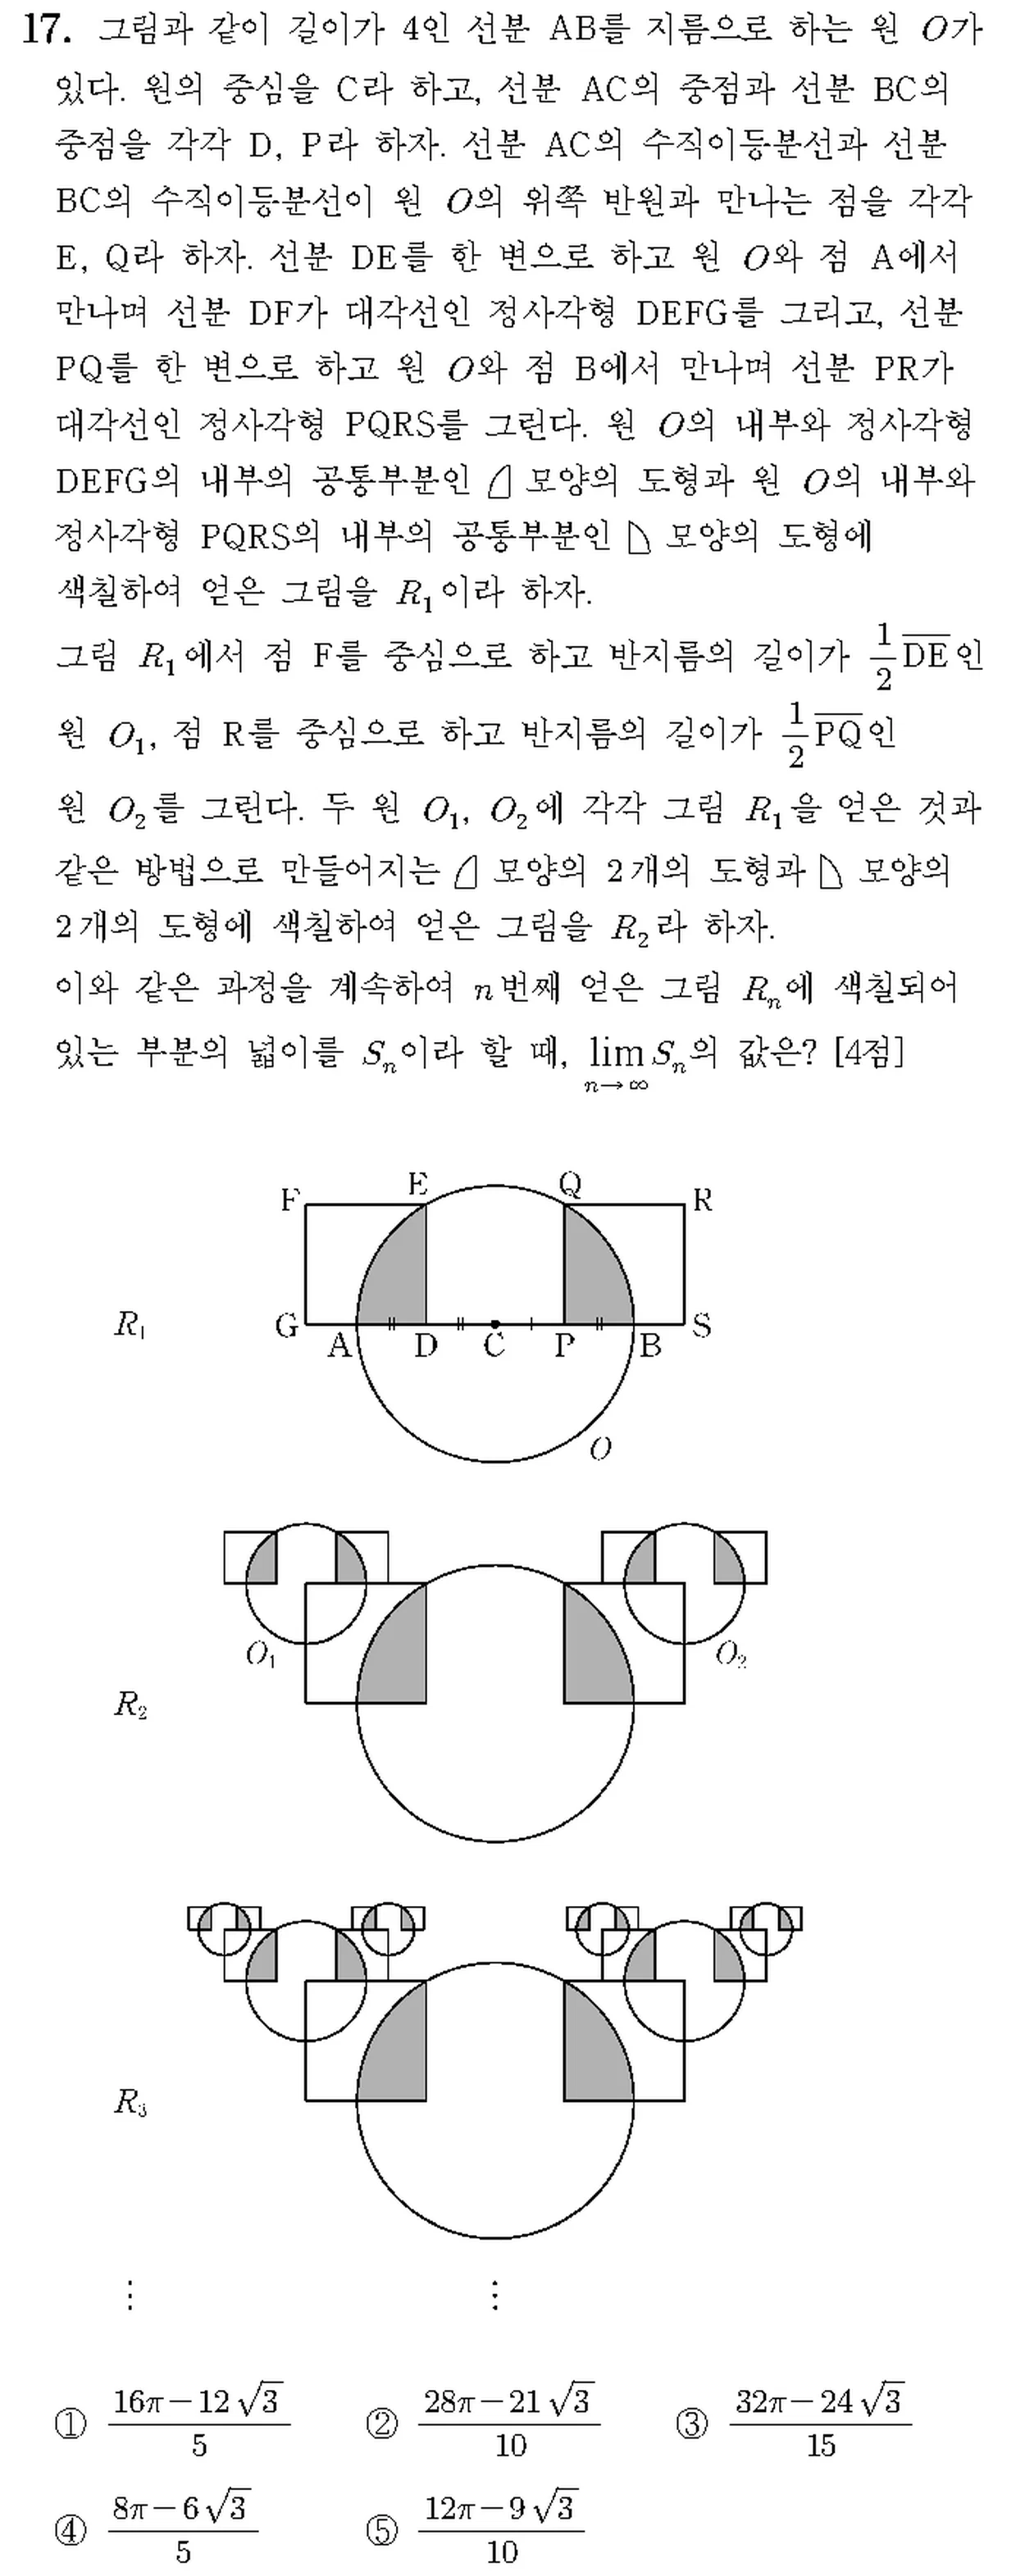 17. 그림과 같이 길이가 4인 선분 AB를 지름으로 하는 원 O가
있다. 원의 중심을 C라 하고, 선분 AC의 중점과 선분 BC의
중점을 각각 D, P라 하자. 선분 AC의 수직이등분선과 선분
BC의 수직이등분선이 원 O의 위쪽 반원과 만나는 점을 각각
E, Q라 하자. 선분 DE를 한 변으로 하고 원 O와 점 A에서
만나며 선분 DF가 대각선인 정사각형 DEFG를 그리고, 선분
PQ를 한 변으로 하고 원 O와 점 B에서 만나며 선분 PR가
대각선인 정사각형 PQRS를 그린다. 원 O의 내부와 정사각형
DEFG의 내부의 공통부분인 모양의 도형과 원 O의 내부와
정사각형 PQRS의 내부의 공통부분인 모양의 도형에
색칠하여 얻은 그림을 R₁이라 하자.
그림 R₁에서 점 F를 중심으로 하고 반지름의 길이가 1/2 D̅E̅인
원 O₁, 점 R를 중심으로 하고 반지름의 길이가 1/2 P̅Q̅인
원 O₂를 그린다. 두 원 O₁, O₂에 각각 그림 R₁을 얻은 것과
같은 방법으로 만들어지는 모양의 2개의 도형과 모양의
2개의 도형에 색칠하여 얻은 그림을 R₂라 하자.
이와 같은 과정을 계속하여 n번째 얻은 그림 Rₙ에 색칠되어
있는 부분의 넓이를 Sₙ이라 할 때, lim n→∞ Sₙ의 값은? [4점]
F E Q R
R₁ G A D C P B S
O
O₁ O₂
R₂
R₃
⋮ ⋮
① (16π−12√3)/5 ② (28π−21√3)/10 ③ (32π−24√3)/15
④ (8π−6√3)/5 ⑤ (12π−9√3)/10